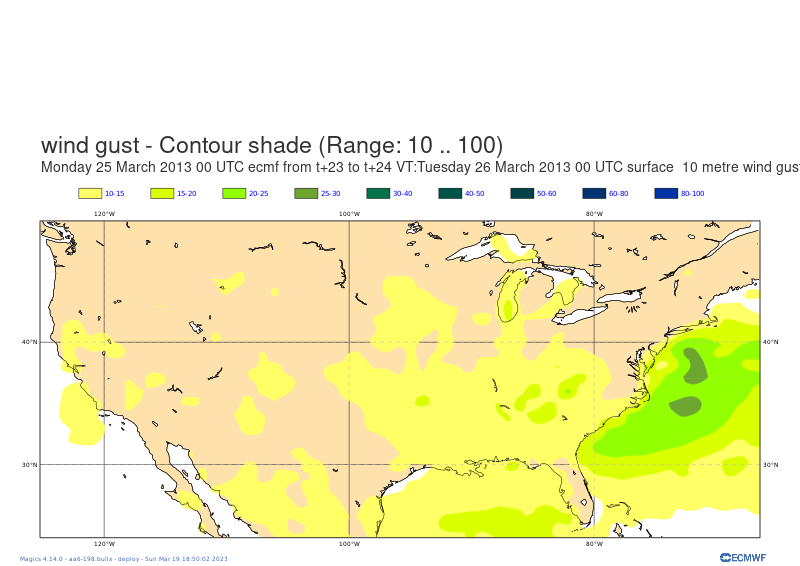 wind gust - Contour shade (Range: 10 .. 100)
Monday 25 March 2013 00 UTC ecmf from t+23 to t+24 VT:Tuesday 26 March 2013 00 UTC surface  10 metre wind gust
10-15 15-20 20-25 25-30 30-40 40-50 50-60 60-80 80-100
120°W 100°W 80°W
40°N 40°N
30°N 30°N
120°W 100°W 80°W
Magics 4.14.0 - aa6-198.bullx - deploy - Sun Mar 19 18:50:02 2023
ECMWF